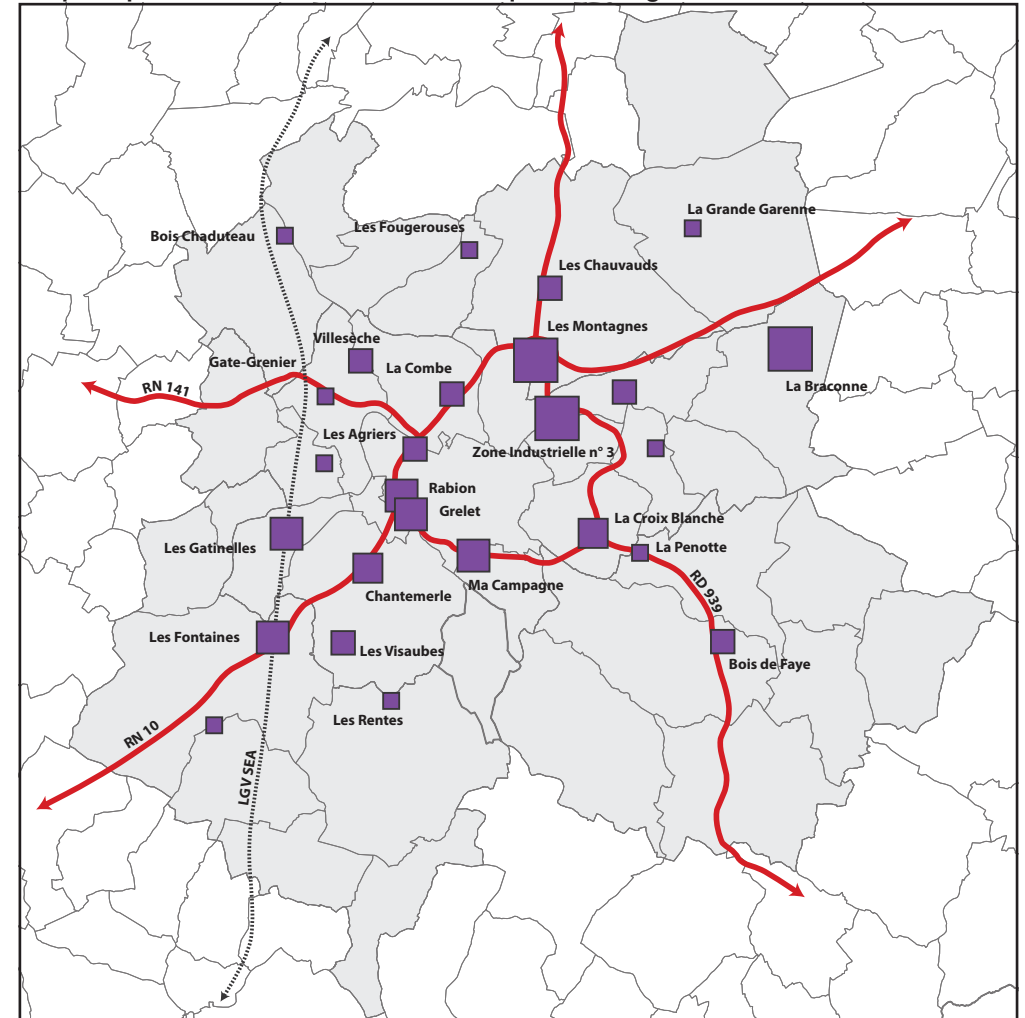 La Grande Garenne
Les Fougerouses
Bois Chaduteau
Les Chauvauds
Les Montagnes
Villesèche
Gate-Grenier
La Combe
RN 141
La Braconne
Les Agriers
Zone Industrielle n° 3
Rabion
Grelet
La Croix Blanche
Les Gatinelles
La Penotte
Ma Campagne
RD 939
Chantemerle
Les Fontaines
Les Visaubes
Bois de Faye
Les Rentes
RN 10
LGV SEA